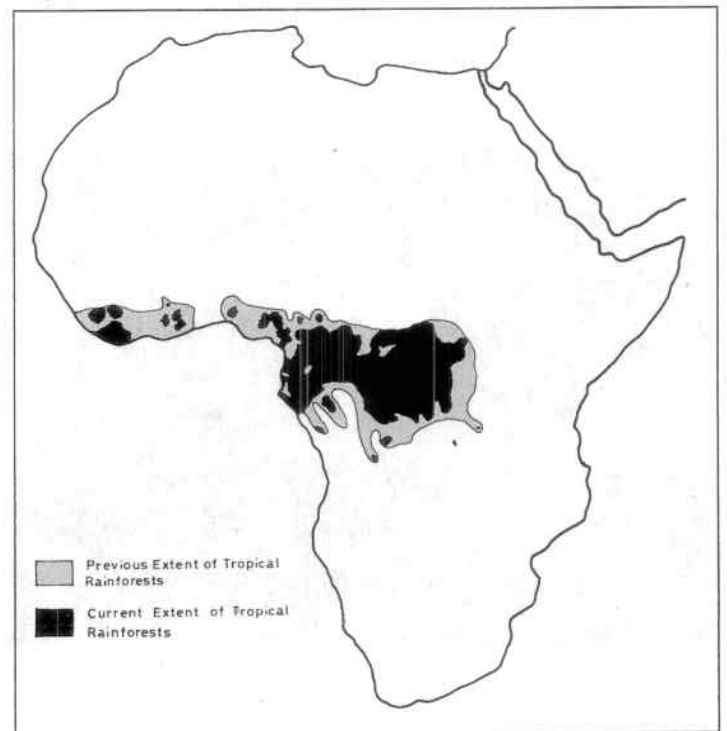 Previous Extent of Tropical
Rainforests
Current Extent of Tropical
Rainforests